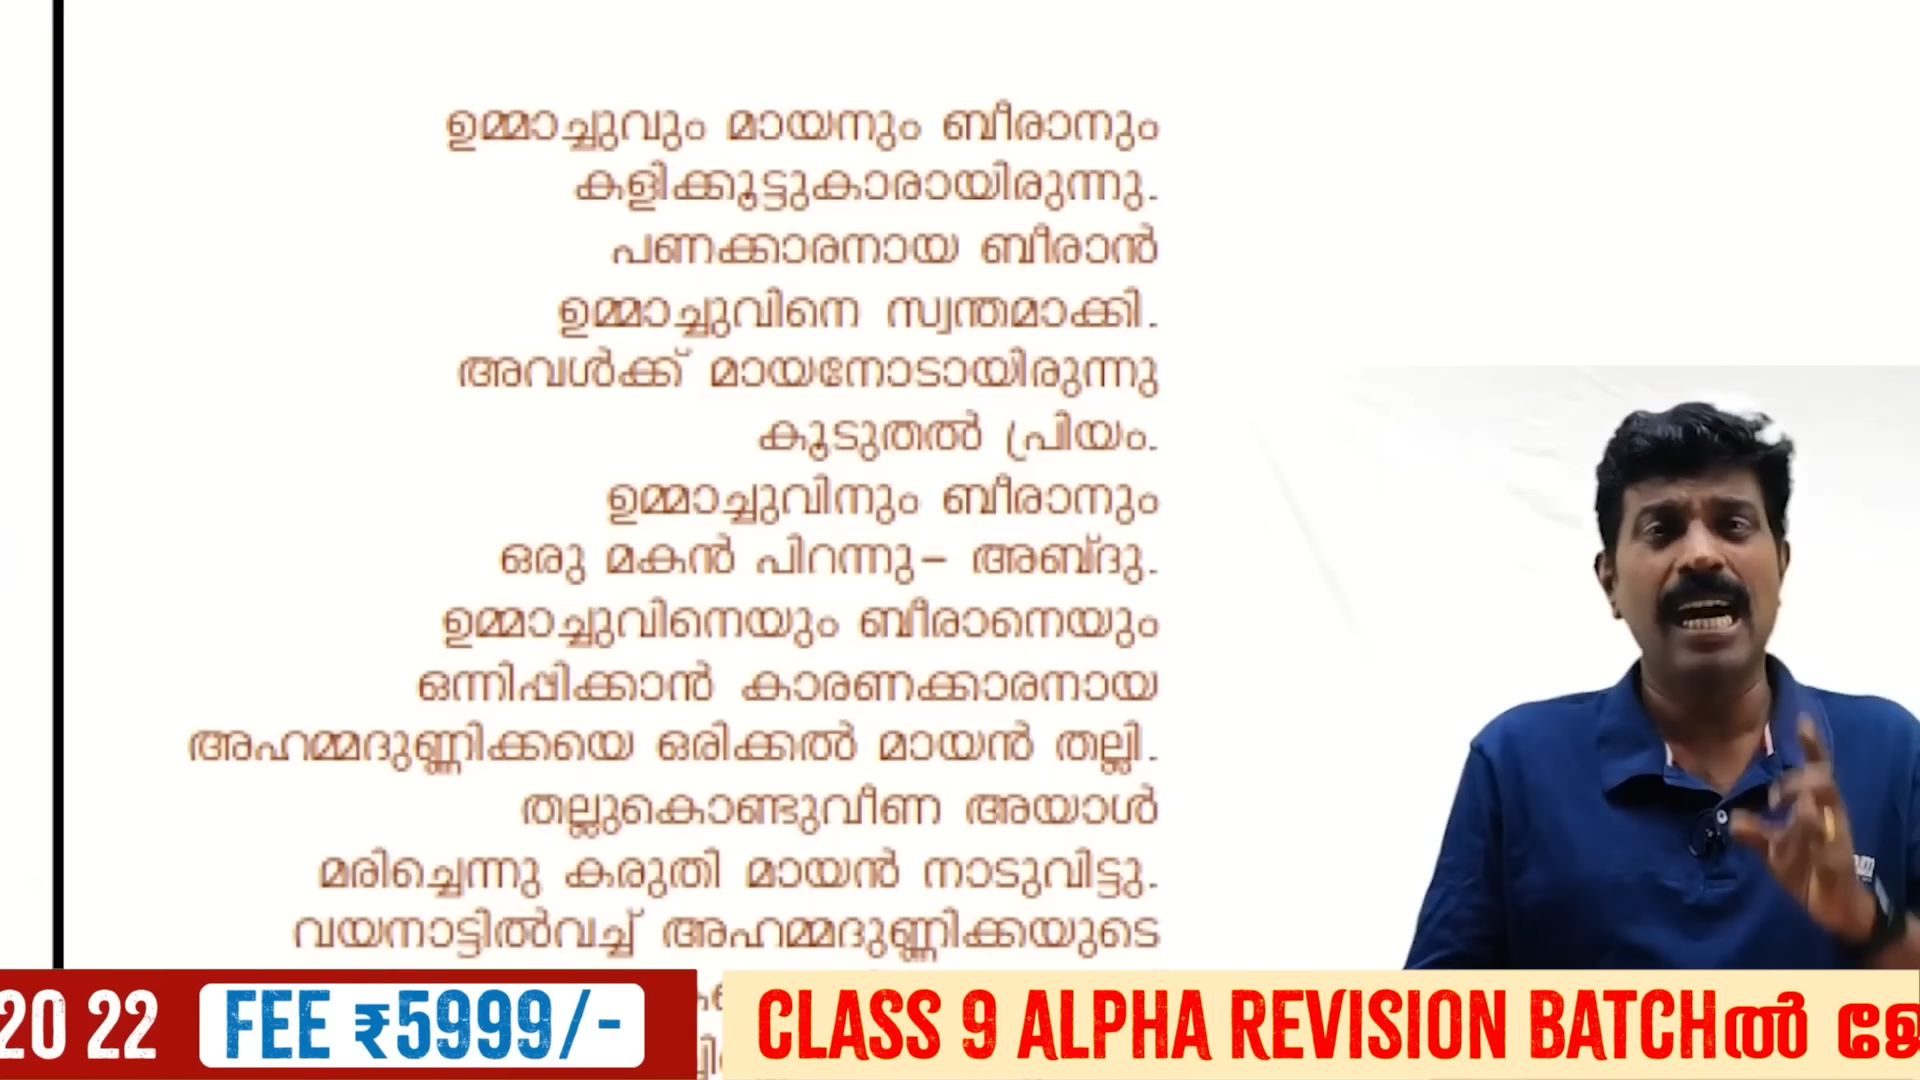 ഉമ്മാച്ചുവും മായനും ബീരാനും
കളിക്കൂട്ടുകാരായിരുന്നു.
പണക്കാരനായ ബീരാൻ
ഉമ്മാച്ചുവിനെ സ്വന്തമാക്കി.
അവൾക്ക് മായനോടായിരുന്നു
കൂടുതൽ പ്രിയം.
ഉമ്മാച്ചുവിനും ബീരാനും
ഒരു മകൻ പിറന്നു– അബ്ദു.
ഉമ്മാച്ചുവിനെയും ബീരാനെയും
ഒന്നിപ്പിക്കാൻ കാരണക്കാരനായ
അഹമ്മദുണ്ണിക്കയെ ഒരിക്കൽ മായൻ തല്ലി.
തല്ലുകൊണ്ടുവീണ അയാൾ
മരിച്ചെന്നു കരുതി മായൻ നാടുവിട്ടു.
വയനാട്ടിൽവച്ച് അഹമ്മദുണ്ണിക്കയുടെ
20 22 FEE ₹5999/- CLASS 9 ALPHA REVISION BATCHൽ